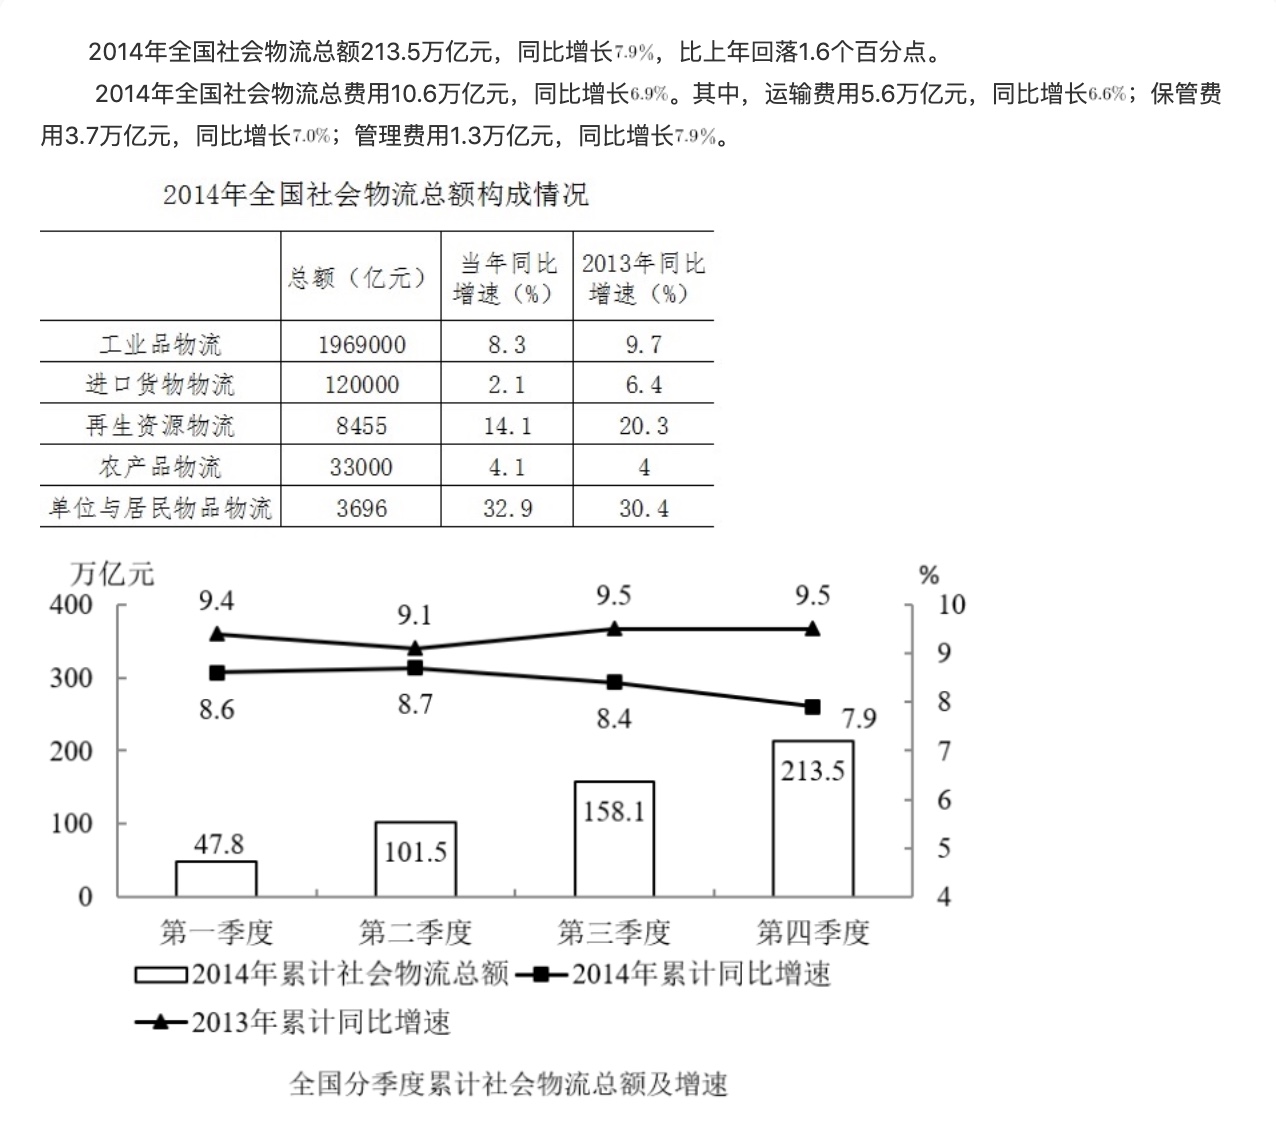 2014年全国社会物流总额213.5万亿元，同比增长7.9%，比上年回落1.6个百分点。
2014年全国社会物流总费用10.6万亿元，同比增长6.9%。其中，运输费用5.6万亿元，同比增长6.6%；保管费
用3.7万亿元，同比增长7.0%；管理费用1.3万亿元，同比增长7.9%。
2014年全国社会物流总额构成情况
总额（亿元） 当年同比增速（%） 2013年同比增速（%）
工业品物流 1969000 8.3 9.7
进口货物物流 120000 2.1 6.4
再生资源物流 8455 14.1 20.3
农产品物流 33000 4.1 4
单位与居民物品物流 3696 32.9 30.4
万亿元 %
9.4 9.1 9.5 9.5
400 10
9
300
8.6 8.7 8.4 7.9
8
200 7
213.5
158.1
6
100
47.8 101.5
5
0 4
第一季度 第二季度 第三季度 第四季度
2014年累计社会物流总额 2014年累计同比增速
2013年累计同比增速
全国分季度累计社会物流总额及增速